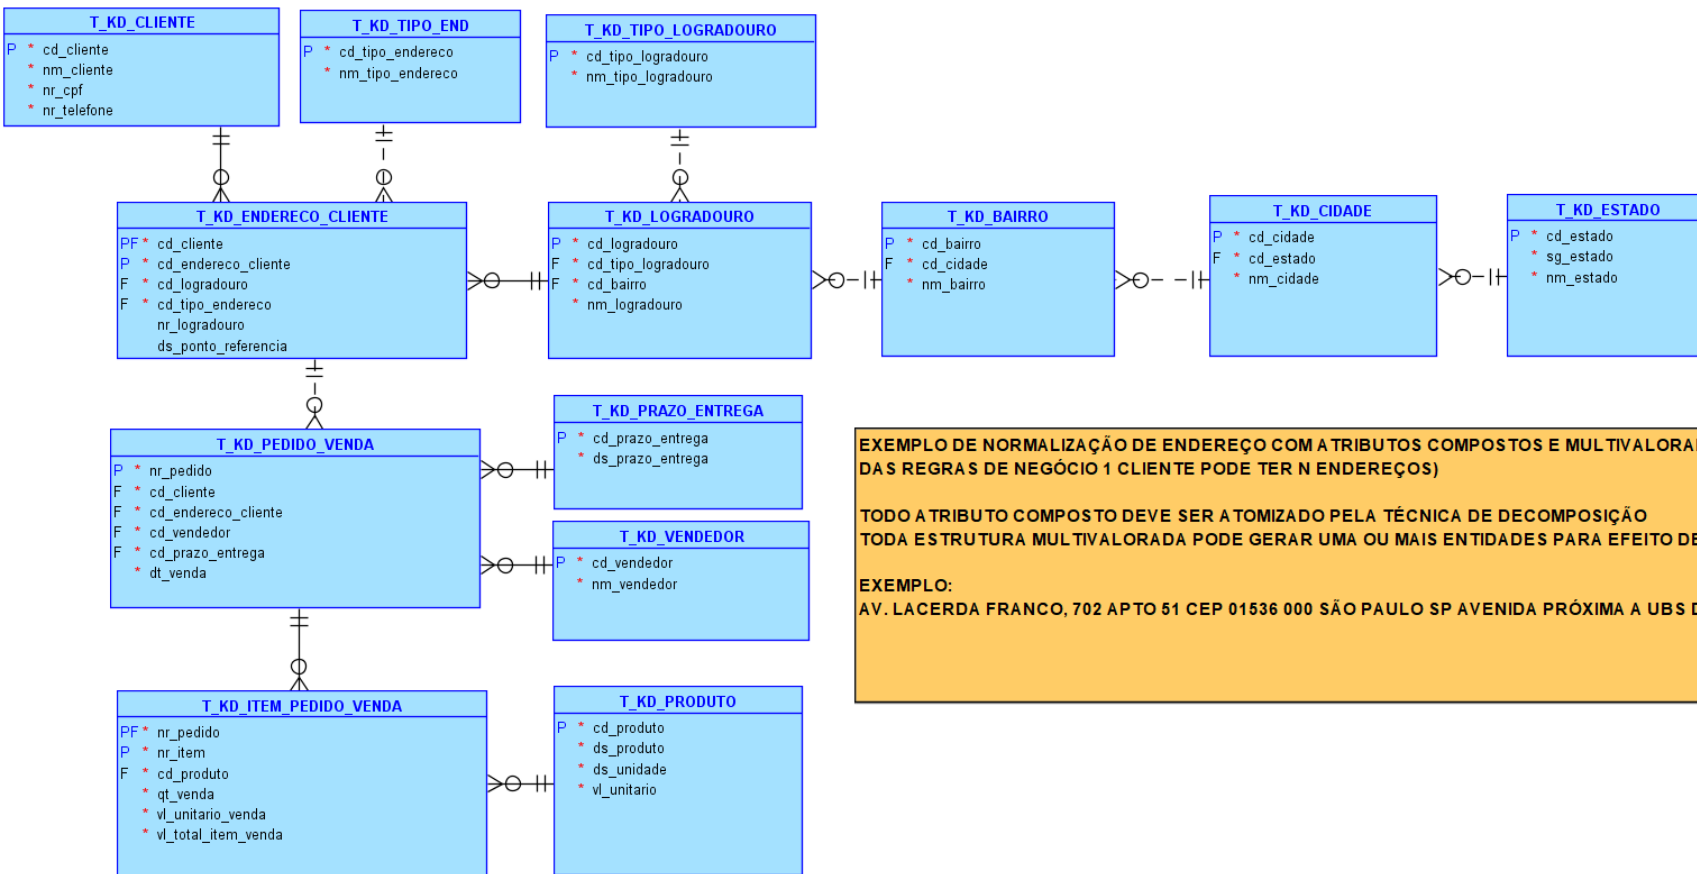 T_KD_CLIENTE
P * cd_cliente
* nm_cliente
* nr_cpf
* nr_telefone
T_KD_TIPO_END
P * cd_tipo_endereco
* nm_tipo_endereco
T_KD_TIPO_LOGRADOURO
P * cd_tipo_logradouro
* nm_tipo_logradouro
T_KD_ENDERECO_CLIENTE
PF * cd_cliente
P * cd_endereco_cliente
F * cd_logradouro
F * cd_tipo_endereco
nr_logradouro
ds_ponto_referencia
T_KD_LOGRADOURO
P * cd_logradouro
F * cd_tipo_logradouro
F * cd_bairro
* nm_logradouro
T_KD_BAIRRO
P * cd_bairro
F * cd_cidade
* nm_bairro
T_KD_CIDADE
P * cd_cidade
F * cd_estado
* nm_cidade
T_KD_ESTADO
P * cd_estado
* sg_estado
* nm_estado
T_KD_PEDIDO_VENDA
P * nr_pedido
F * cd_cliente
F * cd_endereco_cliente
F * cd_vendedor
F * cd_prazo_entrega
* dt_venda
T_KD_PRAZO_ENTREGA
P * cd_prazo_entrega
* ds_prazo_entrega
T_KD_VENDEDOR
P * cd_vendedor
* nm_vendedor
EXEMPLO DE NORMALIZAÇÃO DE ENDEREÇO COM ATRIBUTOS COMPOSTOS E
DAS REGRAS DE NEGÓCIO 1 CLIENTE PODE TER N ENDEREÇOS)
TODO ATRIBUTO COMPOSTO DEVE SER ATOMIZADO PELA TÉCNICA DE DECOMPOSIÇÃO
TODA ESTRUTURA MULTIVALORADA PODE GERAR UMA OU MAIS ENTIDADES PARA EFEITO DE
EXEMPLO:
AV. LACERDA FRANCO, 702 APTO 51 CEP 01536 000 SÃO PAULO SP AVENIDA PRÓXIMA A UBS
T_KD_ITEM_PEDIDO_VENDA
PF * nr_pedido
P * nr_item
F * cd_produto
* qt_venda
* vl_unitario_venda
* vl_total_item_venda
T_KD_PRODUTO
P * cd_produto
* ds_produto
* ds_unidade
* vl_unitario